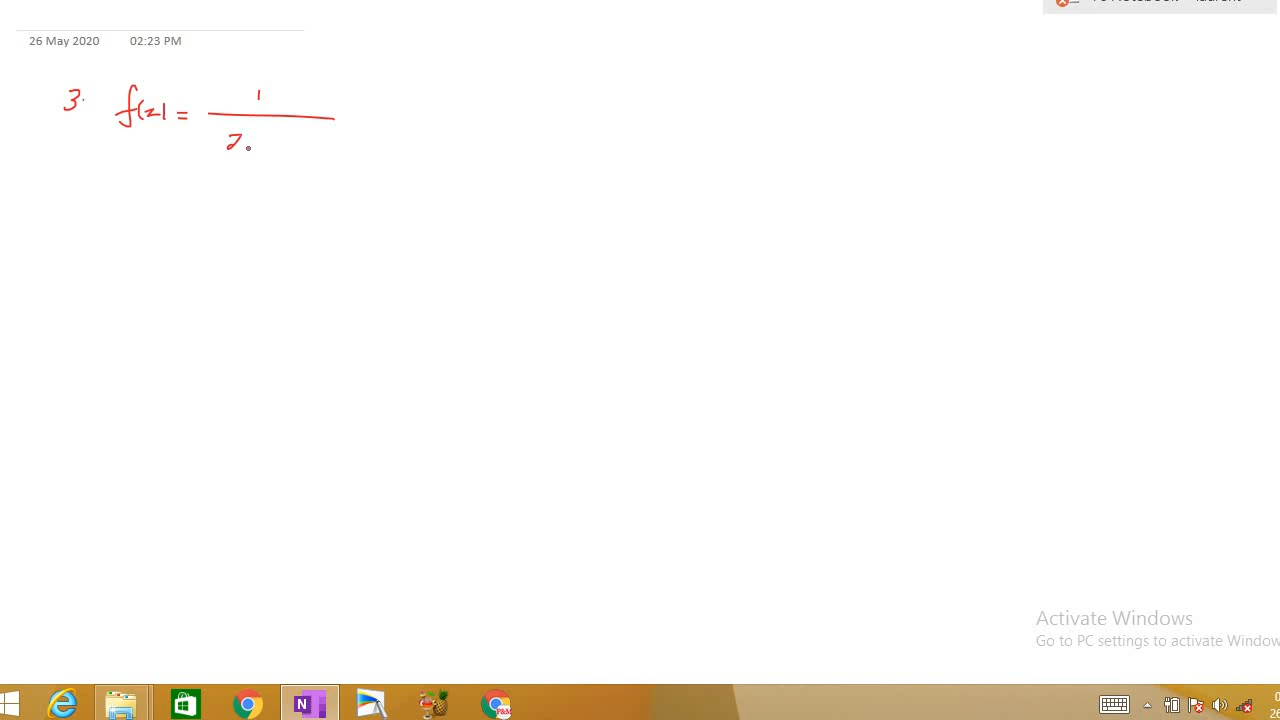 26 May 2020 02:23 PM
3. f(z) = 1 / z
Activate Windows
Go to PC settings to activate Window